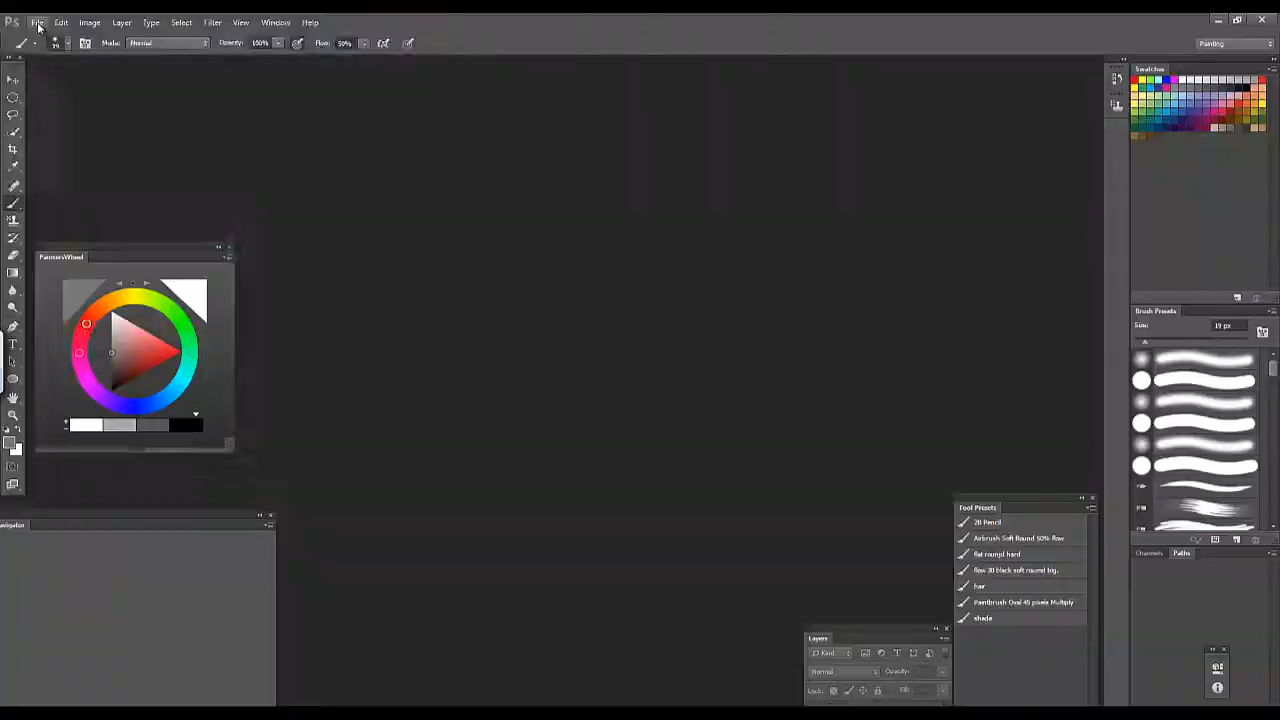 Ps File Edit Image Layer Type Select Filter View Window Help
19 Mode: Normal Opacity: 100% Flow: 50% Painting
Swatches
PaintersWheel
Brush Presets
Size: 19 px
Tool Presets
2B Pencil
Airbrush Soft Round 50% flow
flat rounjd hard
flow 30 black soft round big.
hair
Paintbrush Oval 45 pixels Multiply
shade
Channels Paths
avigator
Layers
Kind
Normal Opacity:
Lock: Fill: